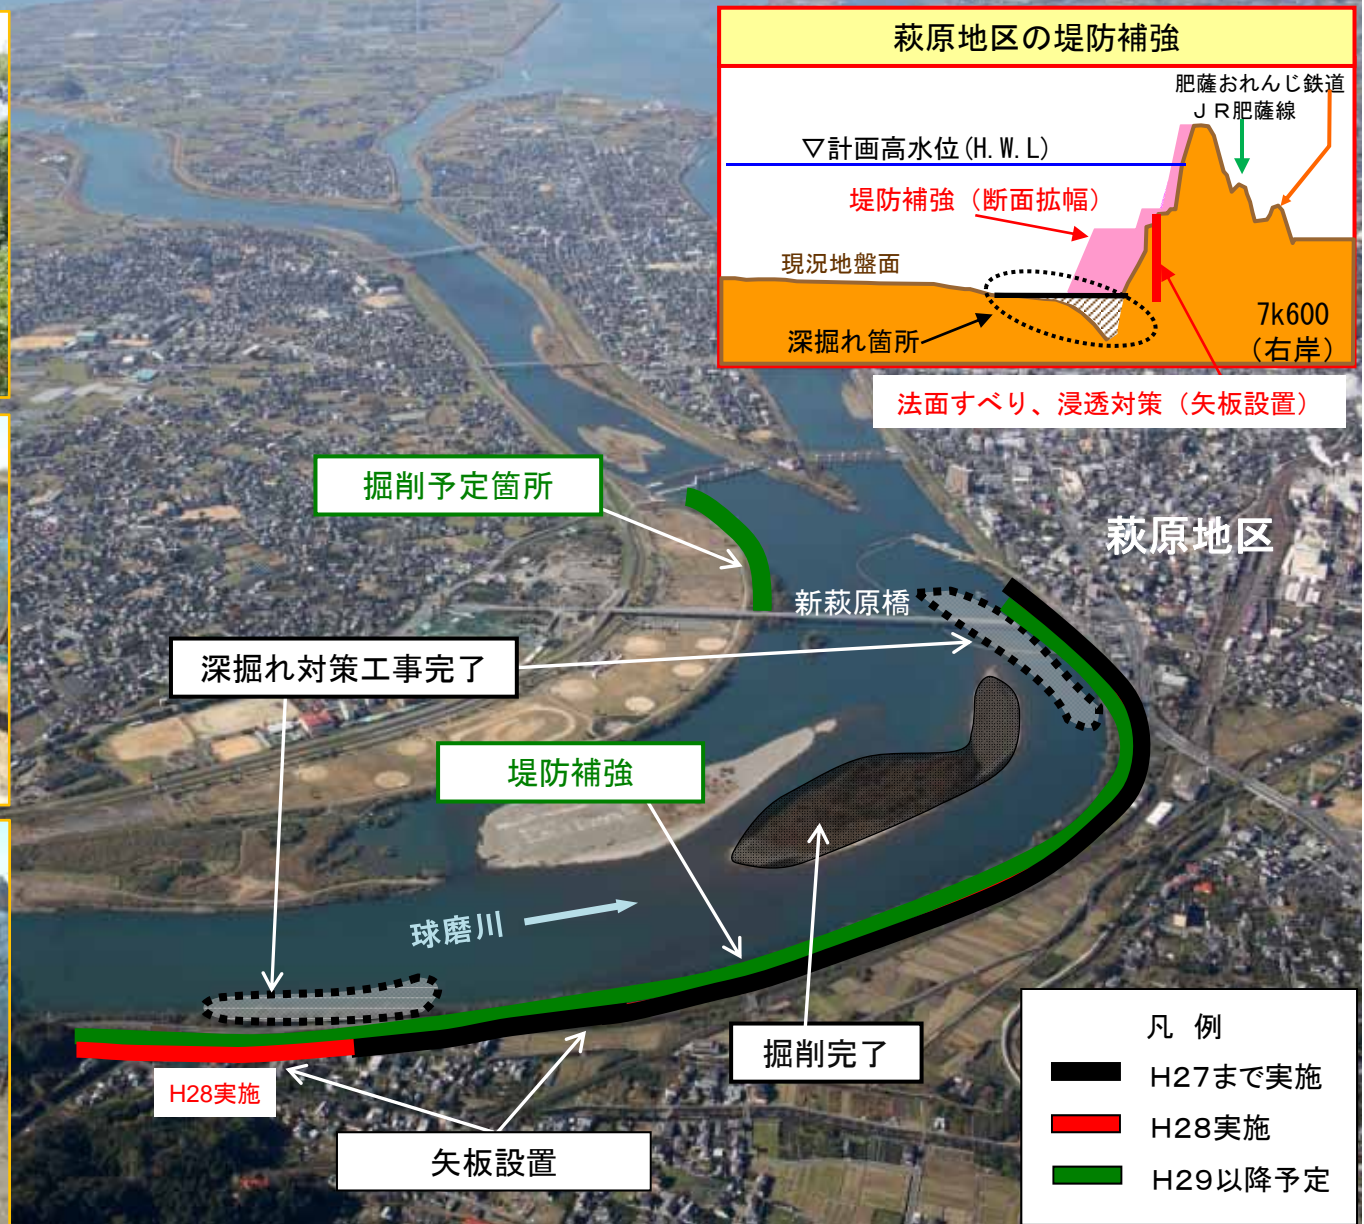 萩原地区の堤防補強
肥薩おれんじ鉄道
ＪＲ肥薩線
▽計画高水位(H.W.L)
堤防補強（断面拡幅）
現況地盤面
深掘れ箇所
7k600
（右岸）
法面すべり、浸透対策（矢板設置）
掘削予定箇所
萩原地区
新萩原橋
深掘れ対策工事完了
堤防補強
球磨川
掘削完了
H28実施
矢板設置
凡 例
H27まで実施
H28実施
H29以降予定